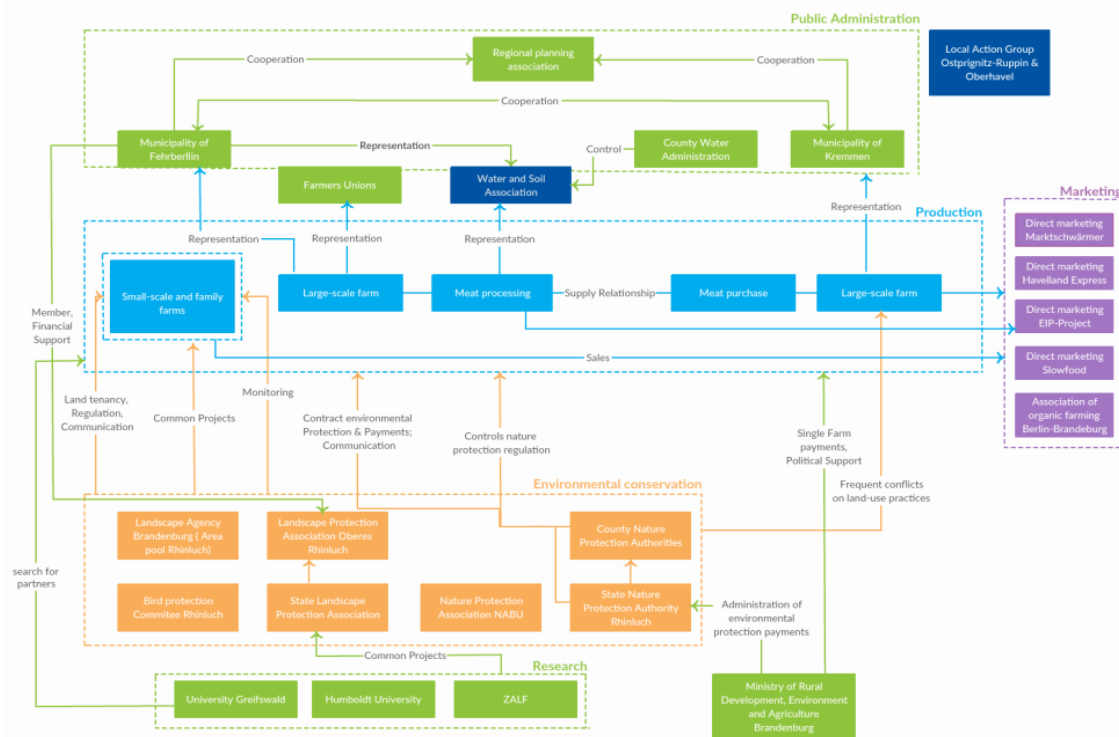 Public Administration
Regional planning
association
Local Action Group
Ostprignitz-Ruppin &
Oberhavel
Cooperation
Cooperation
Cooperation
Municipality of
Fehrberllin
Representation
County Water
Administration
Municipality of
Kremmen
Control
Farmers Unions
Water and Soil
Association
Marketing
Production
Representation
Representation
Representation
Representation
Direct marketing
Marktschwärmer
Direct marketing
Havelland Express
Direct marketing
EIP-Project
Direct marketing
Slowfood
Association of
organic farming
Berlin-Brandeburg
Small-scale and family
farms
Large-scale farm
Meat processing
Supply Relationship
Meat purchase
Large-scale farm
Member,
Financial
Support
Sales
Land tenancy,
Regulation,
Communication
Common Projects
Monitoring
Contract environmental
Protection & Payments;
Communication
Controls nature
protection regulation
Single Farm
payments,
Political Support
Frequent conflicts
on land-use practices
Environmental conservation
Landscape Agency
Brandenburg ( Area
pool Rhinluch)
Landscape Protection
Association Oberes
Rhinluch
County Nature
Protection Authorities
search for
partners
Bird protection
Commitee Rhinluch
State Landscape
Protection Association
Nature Protection
Association NABU
State Nature
Protection Authority
Rhinluch
Administration of
environmental
protection payments
Common Projects
Research
University Greifswald
Humboldt University
ZALF
Ministry of Rural
Development, Environment
and Agriculture
Brandenburg